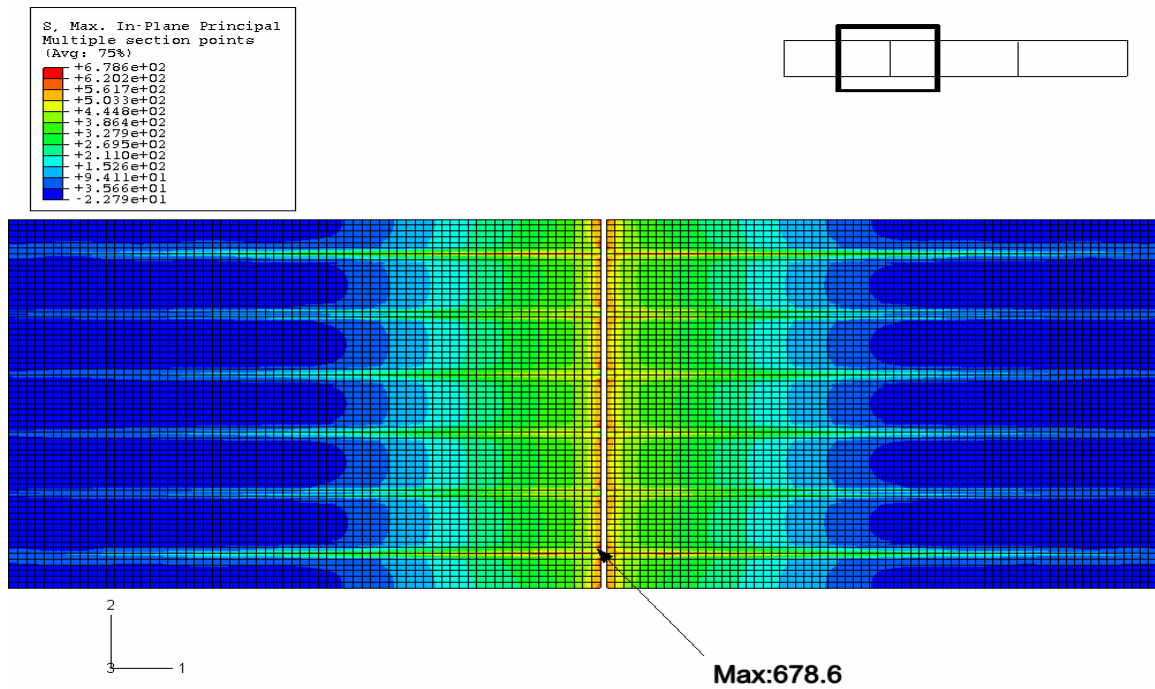 S, Max. In-Plane Principal
Multiple section points
(Avg: 75%)
+6.786e+02
+6.202e+02
+5.617e+02
+5.033e+02
+4.448e+02
+3.864e+02
+3.279e+02
+2.695e+02
+2.110e+02
+1.526e+02
+9.411e+01
+3.566e+01
-2.279e+01
2
3
1
Max:678.6